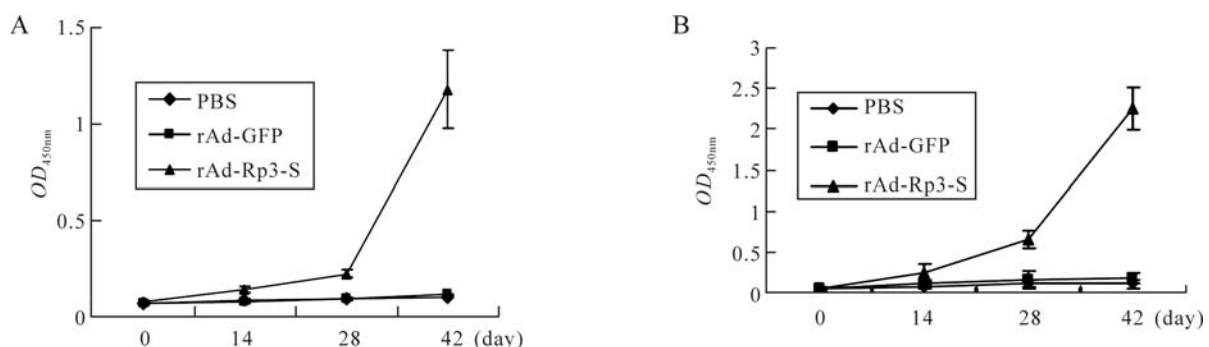 A
1.5
1
0.5
0
OD450nm
PBS
rAd-GFP
rAd-Rp3-S
0 14 28 42 (day)
B
3
2.5
2
1.5
1
0.5
0
OD450nm
PBS
rAd-GFP
rAd-Rp3-S
0 14 28 42 (day)